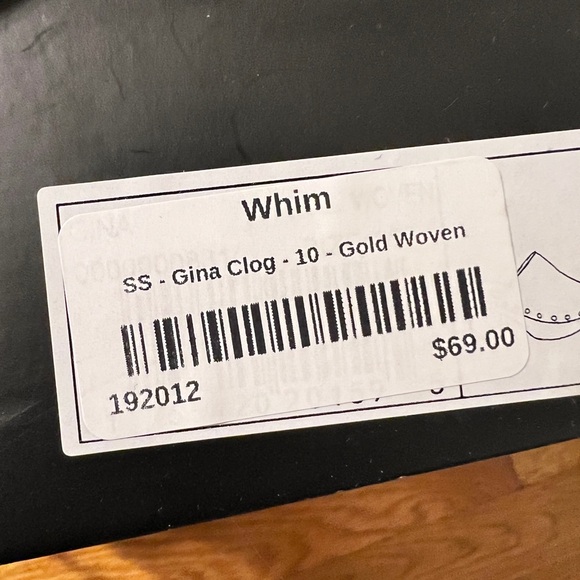 Whim
SS - Gina Clog - 10 - Gold Woven
$69.00
192012